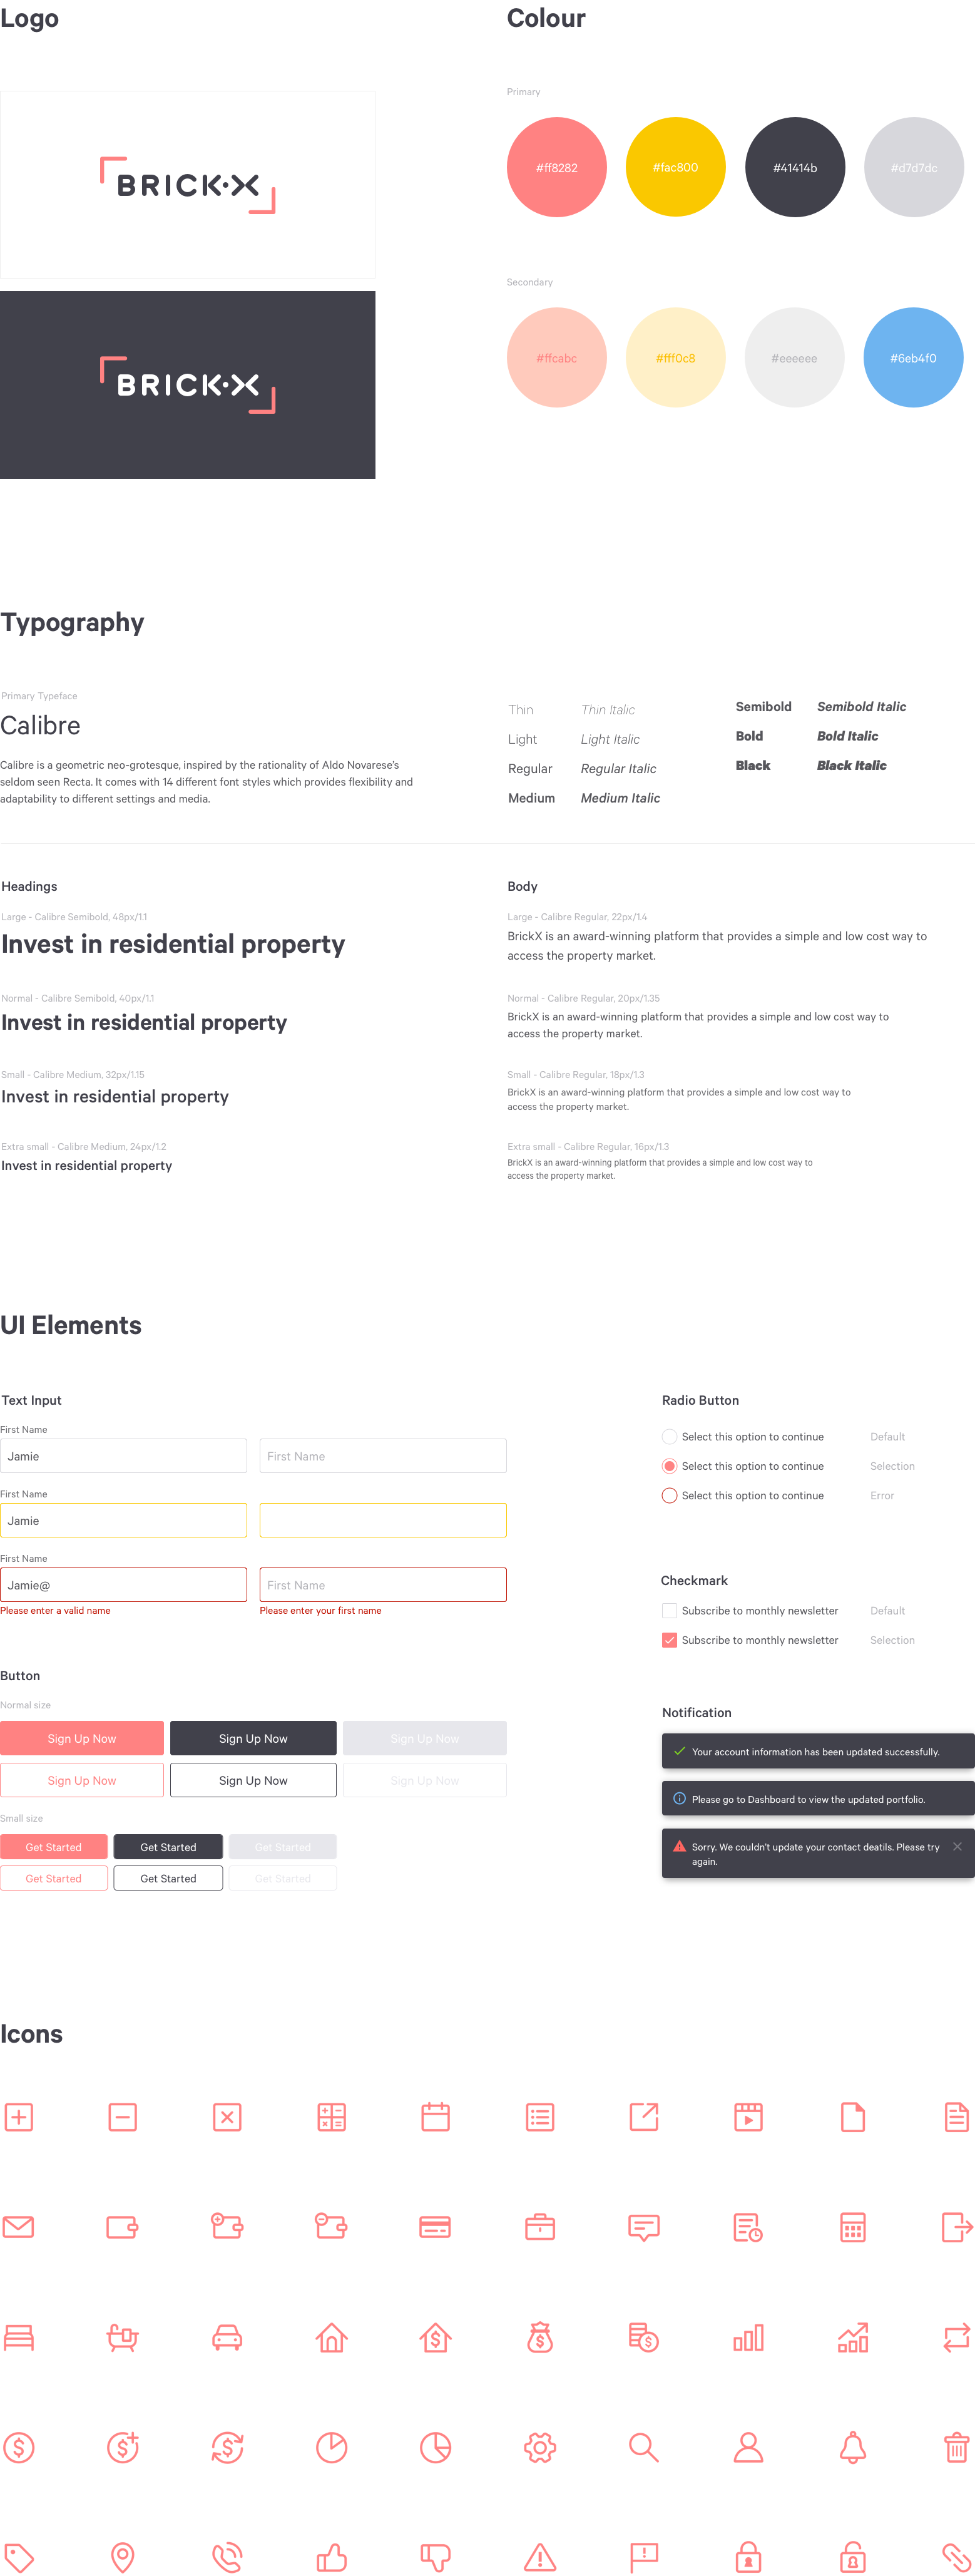 Logo
Colour
BRICK·X
BRICK·X
Primary
#ff8282
#fac800
#41414b
#d7d7dc
Secondary
#ffcabc
#fff0c8
#eeeeee
#6eb4f0
Typography
Primary Typeface
Calibre
Calibre is a geometric neo-grotesque, inspired by the rationality of Aldo Novarese's
seldom seen Recta. It comes with 14 different font styles which provides flexibility and
adaptability to different settings and media.
Thin
Thin Italic
Light
Light Italic
Regular
Regular Italic
Medium
Medium Italic
Semibold
Semibold Italic
Bold
Bold Italic
Black
Black Italic
Headings
Large - Calibre Semibold, 48px/1.1
Invest in residential property
Normal - Calibre Semibold, 40px/1.1
Invest in residential property
Small - Calibre Medium, 32px/1.15
Invest in residential property
Extra small - Calibre Medium, 24px/1.2
Invest in residential property
Body
Large - Calibre Regular, 22px/1.4
BrickX is an award-winning platform that provides a simple and low cost way to
access the property market.
Normal - Calibre Regular, 20px/1.35
BrickX is an award-winning platform that provides a simple and low cost way to
access the property market.
Small - Calibre Regular, 18px/1.3
BrickX is an award-winning platform that provides a simple and low cost way to
access the property market.
Extra small - Calibre Regular, 16px/1.3
BrickX is an award-winning platform that provides a simple and low cost way to
access the property market.
UI Elements
Text Input
First Name
Jamie
First Name
First Name
Jamie
First Name
Jamie@
First Name
Please enter a valid name
Please enter your first name
Button
Normal size
Sign Up Now
Sign Up Now
Sign Up Now
Sign Up Now
Sign Up Now
Sign Up Now
Small size
Get Started
Get Started
Get Started
Get Started
Get Started
Get Started
Radio Button
Select this option to continue
Default
Select this option to continue
Selection
Select this option to continue
Error
Checkmark
Subscribe to monthly newsletter
Default
Subscribe to monthly newsletter
Selection
Notification
Your account information has been updated successfully.
Please go to Dashboard to view the updated portfolio.
Sorry. We couldn't update your contact deatils. Please try
again.
Icons